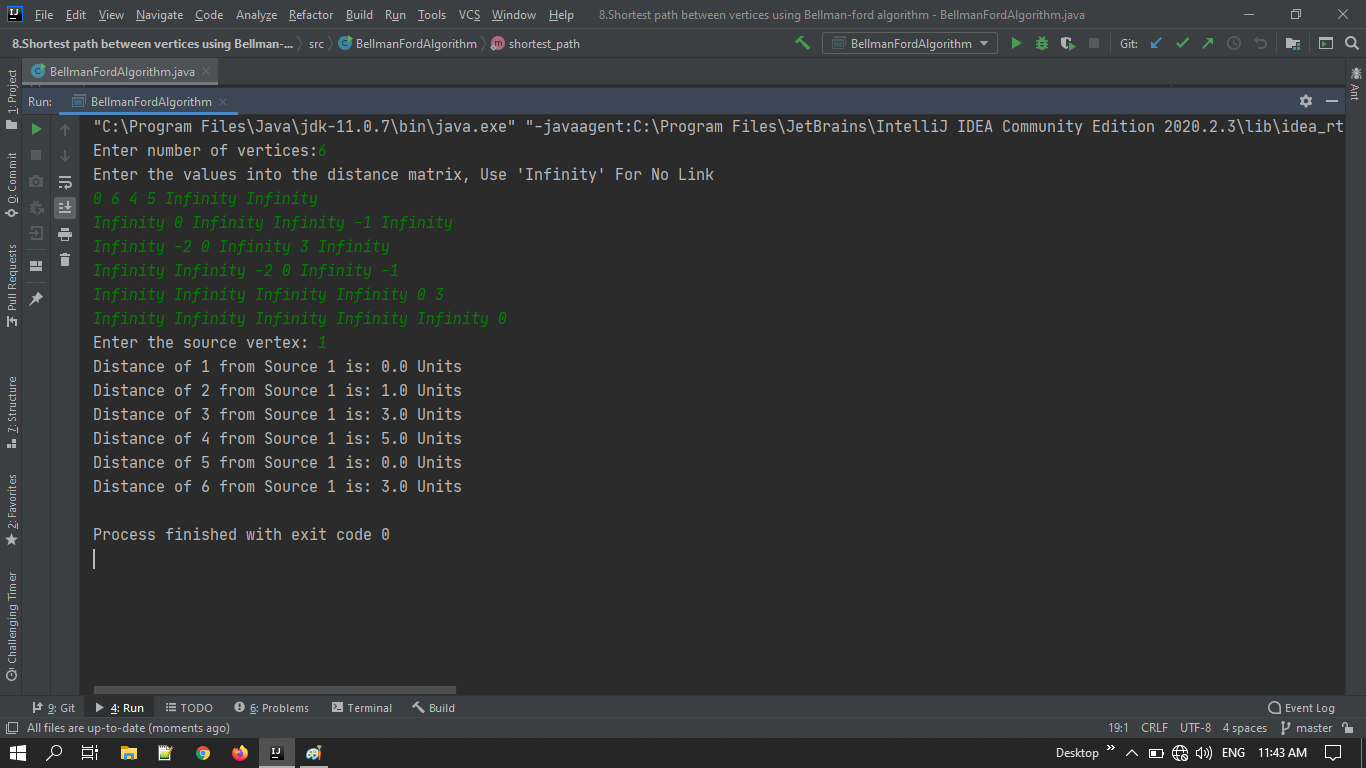 File Edit View Navigate Code Analyze Refactor Build Run Tools VCS Window Help 8.Shortest path between vertices using Bellman-ford algorithm - BellmanFordAlgorithm.java
8.Shortest path between vertices using Bellman-... src BellmanFordAlgorithm shortest_path BellmanFordAlgorithm Git:
BellmanFordAlgorithm.java
Run: BellmanFordAlgorithm
"C:\Program Files\Java\jdk-11.0.7\bin\java.exe" "-javaagent:C:\Program Files\JetBrains\IntelliJ IDEA Community Edition 2020.2.3\lib\idea_rt
Enter number of vertices:6
Enter the values into the distance matrix, Use 'Infinity' For No Link
0 6 4 5 Infinity Infinity
Infinity 0 Infinity Infinity -1 Infinity
Infinity -2 0 Infinity 3 Infinity
Infinity Infinity -2 0 Infinity -1
Infinity Infinity Infinity Infinity 0 3
Infinity Infinity Infinity Infinity Infinity 0
Enter the source vertex: 1
Distance of 1 from Source 1 is: 0.0 Units
Distance of 2 from Source 1 is: 1.0 Units
Distance of 3 from Source 1 is: 3.0 Units
Distance of 4 from Source 1 is: 5.0 Units
Distance of 5 from Source 1 is: 0.0 Units
Distance of 6 from Source 1 is: 3.0 Units
Process finished with exit code 0
1: Project
0: Commit
Pull Requests
7: Structure
2: Favorites
Challenging Timer
Ant
9: Git 4: Run TODO 6: Problems Terminal Build Event Log
All files are up-to-date (moments ago) 19:1 CRLF UTF-8 4 spaces master
Desktop ENG 11:43 AM